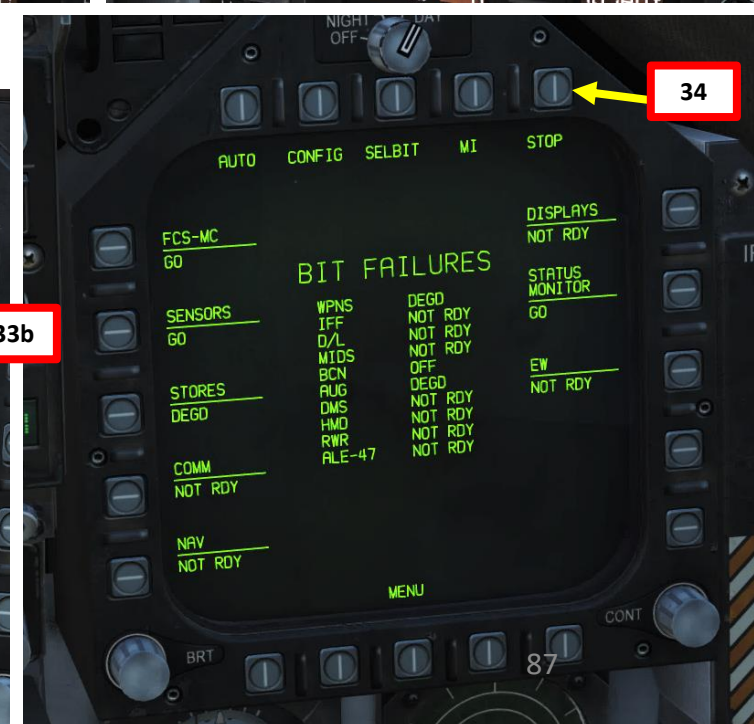 NIGHT DAY
OFF
34
AUTO CONFIG SELBIT MI STOP
FCS-MC
GO
SENSORS
GO
STORES
DEGD
COMM
NOT RDY
NAV
NOT RDY
BIT FAILURES
WPNS DEGD
IFF NOT RDY
D/L NOT RDY
MIDS NOT RDY
BCN OFF
AUG DEGD
DMS NOT RDY
HMD NOT RDY
RWR NOT RDY
ALE-47 NOT RDY
DISPLAYS
NOT RDY
STATUS
MONITOR
GO
EW
NOT RDY
33b
MENU
BRT
CONT
87